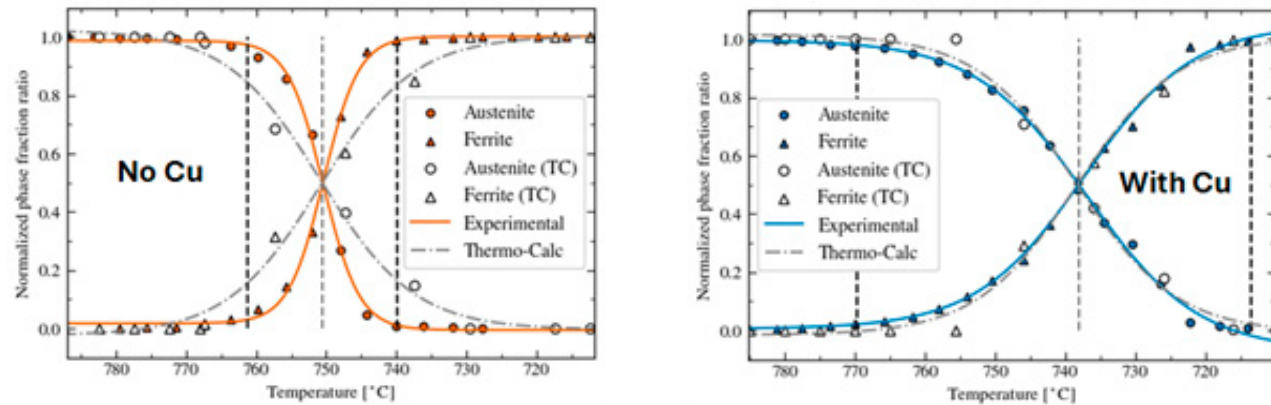 Normalized phase fraction ratio
1.0
0.8
0.6
0.4
0.2
0.0
No Cu
Austenite
Ferrite
Austenite (TC)
Ferrite (TC)
Experimental
Thermo-Calc
780 770 760 750 740 730 720
Temperature [°C]
Normalized phase fraction ratio
1.0
0.8
0.6
0.4
0.2
0.0
Austenite
Ferrite
Austenite (TC)
Ferrite (TC)
Experimental
Thermo-Calc
With Cu
780 770 760 750 740 730 720
Temperature [°C]